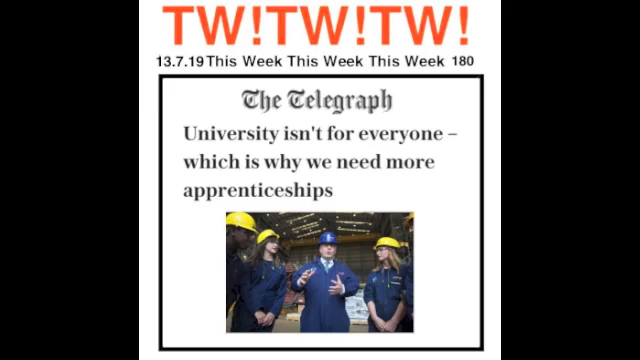 TW!TW!TW!
13.7.19 This Week This Week This Week 180
The Telegraph
University isn't for everyone –
which is why we need more
apprenticeships